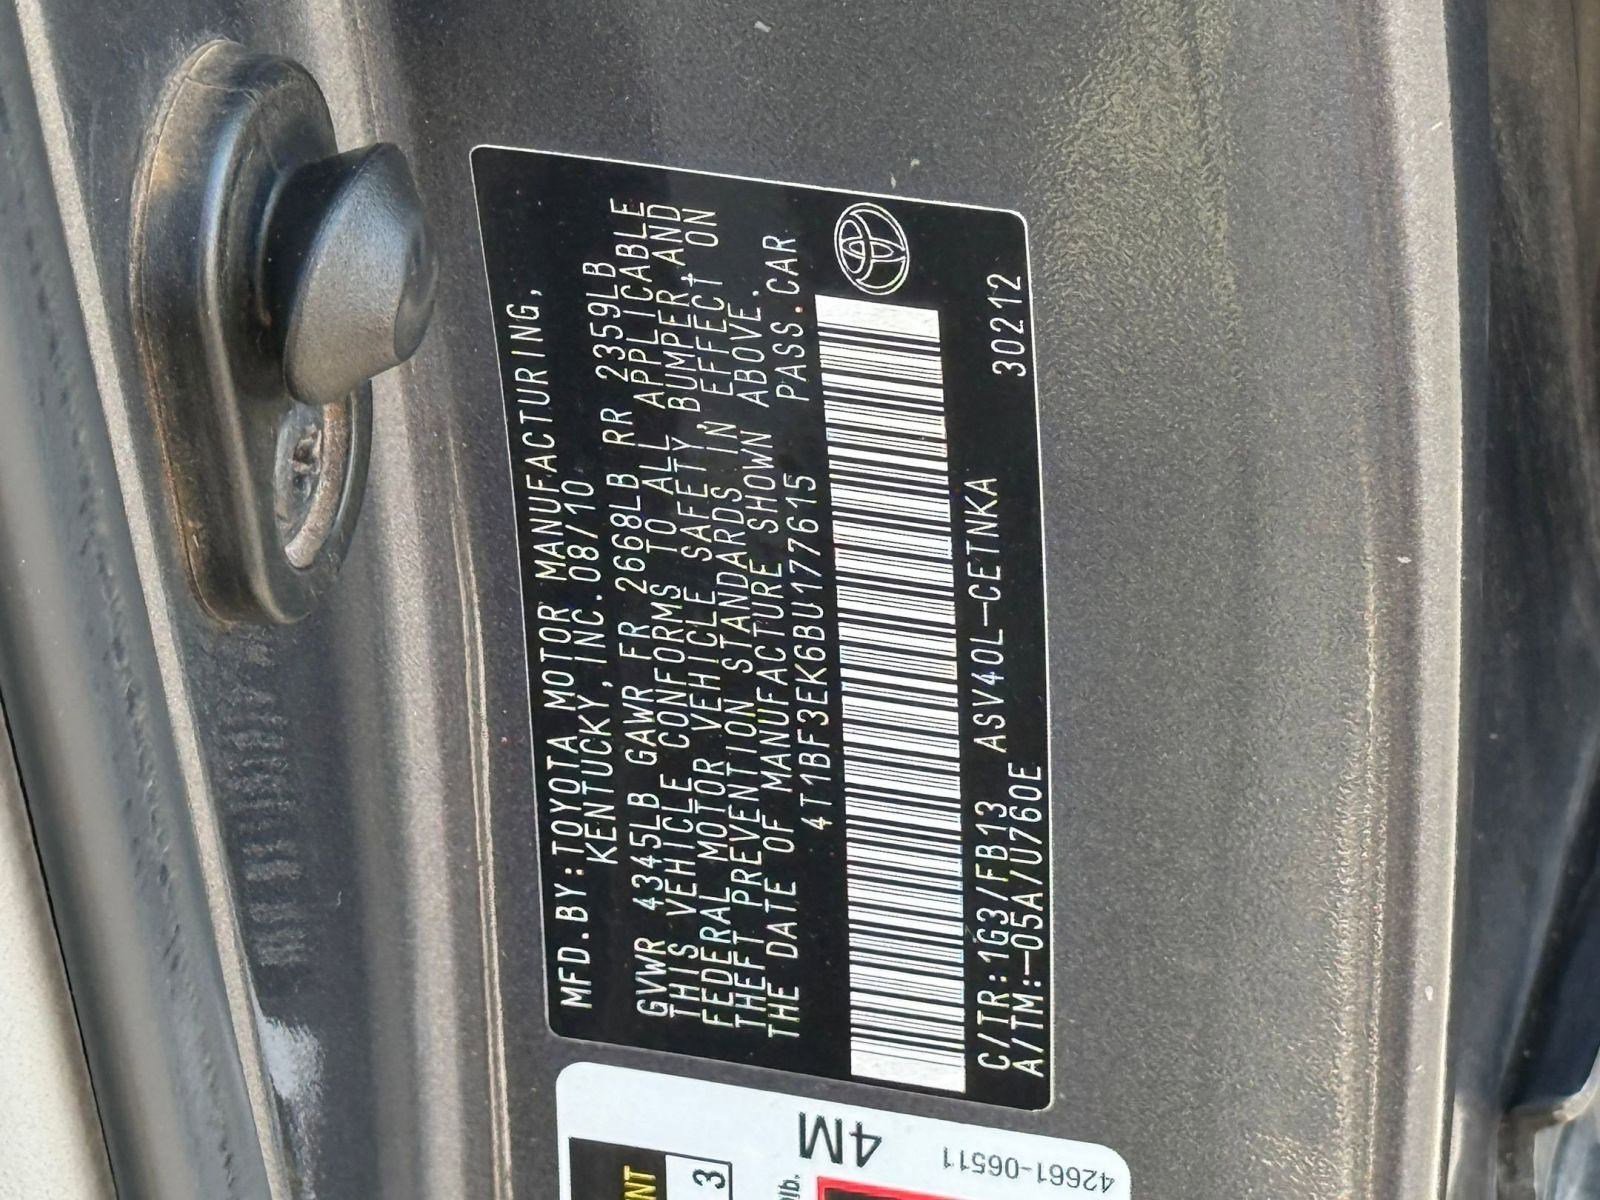 MFD.BY:TOYOTA MOTOR MANUFACTURING,
KENTUCKY,INC.08/10
GVWR 4345LB GAWR FR 2668LB RR 2359LB
THIS VEHICLE CONFORMS TO ALL APPLICABLE
FEDERAL MOTOR VEHICLE SAFETY,BUMPER,AND
THEFT PREVENTION STANDARDS IN EFFECT ON
THE DATE OF MANUFACTURE SHOWN ABOVE.
4T1BF3EK6BU177615 PASS.CAR
C/TR:1G3/FB13 ASV40L-CETNKA 30212
A/TM:-05A/U760E
4M
42661-06511
NT
3
lb.